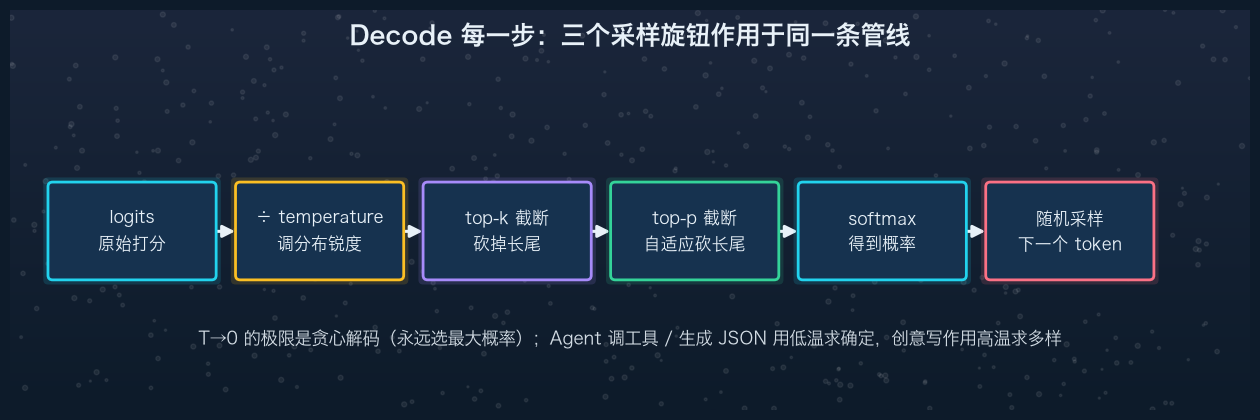 Decode 每一步：三个采样旋钮作用于同一条管线
logits
原始打分
÷ temperature
调分布锐度
top-k 截断
砍掉长尾
top-p 截断
自适应砍长尾
softmax
得到概率
随机采样
下一个 token
T→0 的极限是贪心解码（永远选最大概率）；Agent 调工具 / 生成 JSON 用低温求确定，创意写作用高温求多样